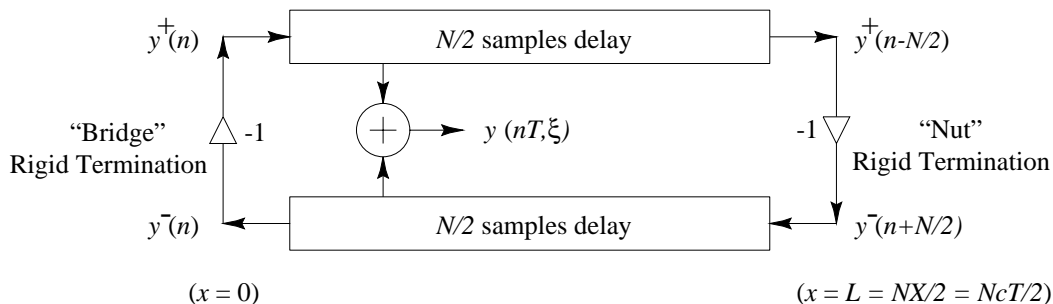 y+(n) N/2 samples delay y+(n-N/2)
“Bridge” -1 y (nT,ξ) -1 “Nut”
Rigid Termination Rigid Termination
y-(n) N/2 samples delay y-(n+N/2)
(x = 0) (x = L = NX/2 = NcT/2)